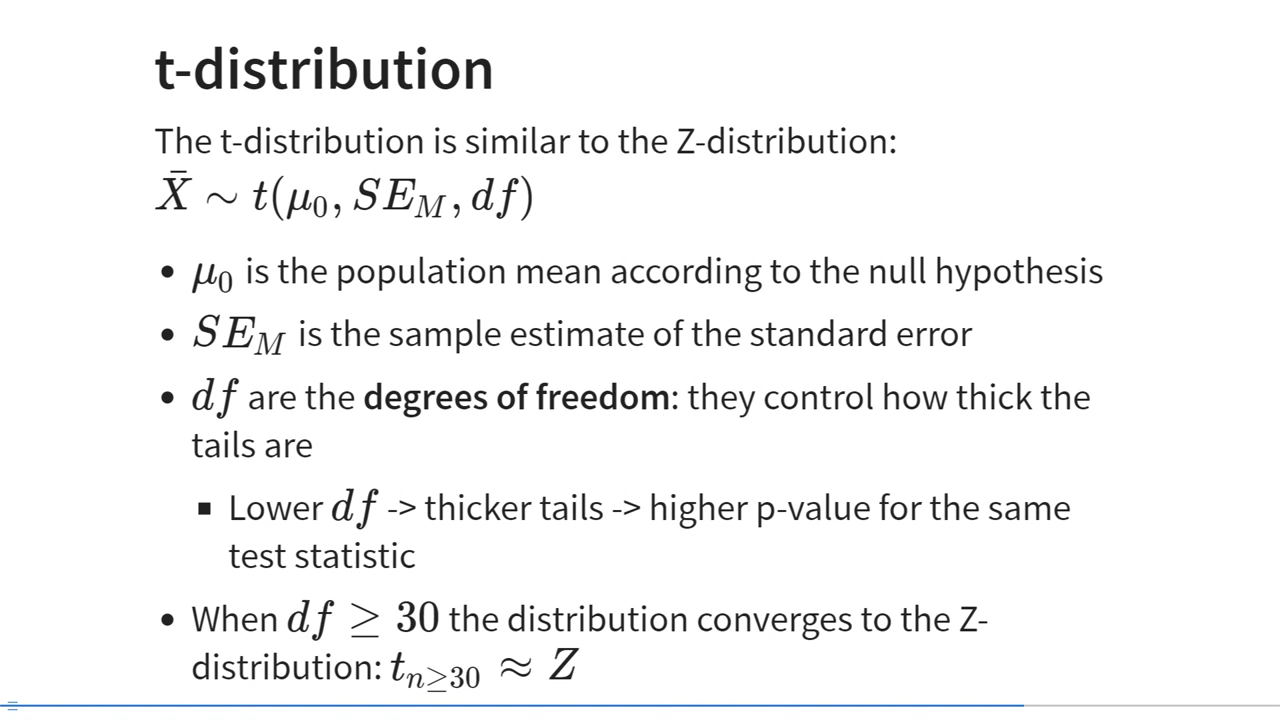 t-distribution
The t-distribution is similar to the Z-distribution:
X̄ ∼ t(μ₀, SE_M, df)
• μ₀ is the population mean according to the null hypothesis
• SE_M is the sample estimate of the standard error
• df are the degrees of freedom: they control how thick the
tails are
▪ Lower df -> thicker tails -> higher p-value for the same
test statistic
• When df ≥ 30 the distribution converges to the Z-
distribution: t_{n≥30} ≈ Z